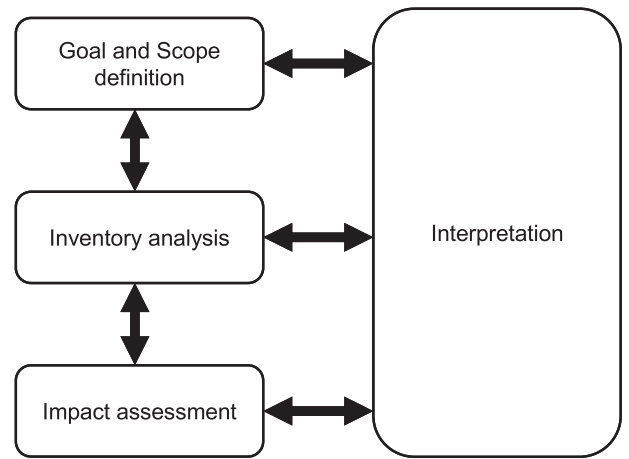 Goal and Scope
definition
Inventory analysis
Interpretation
Impact assessment